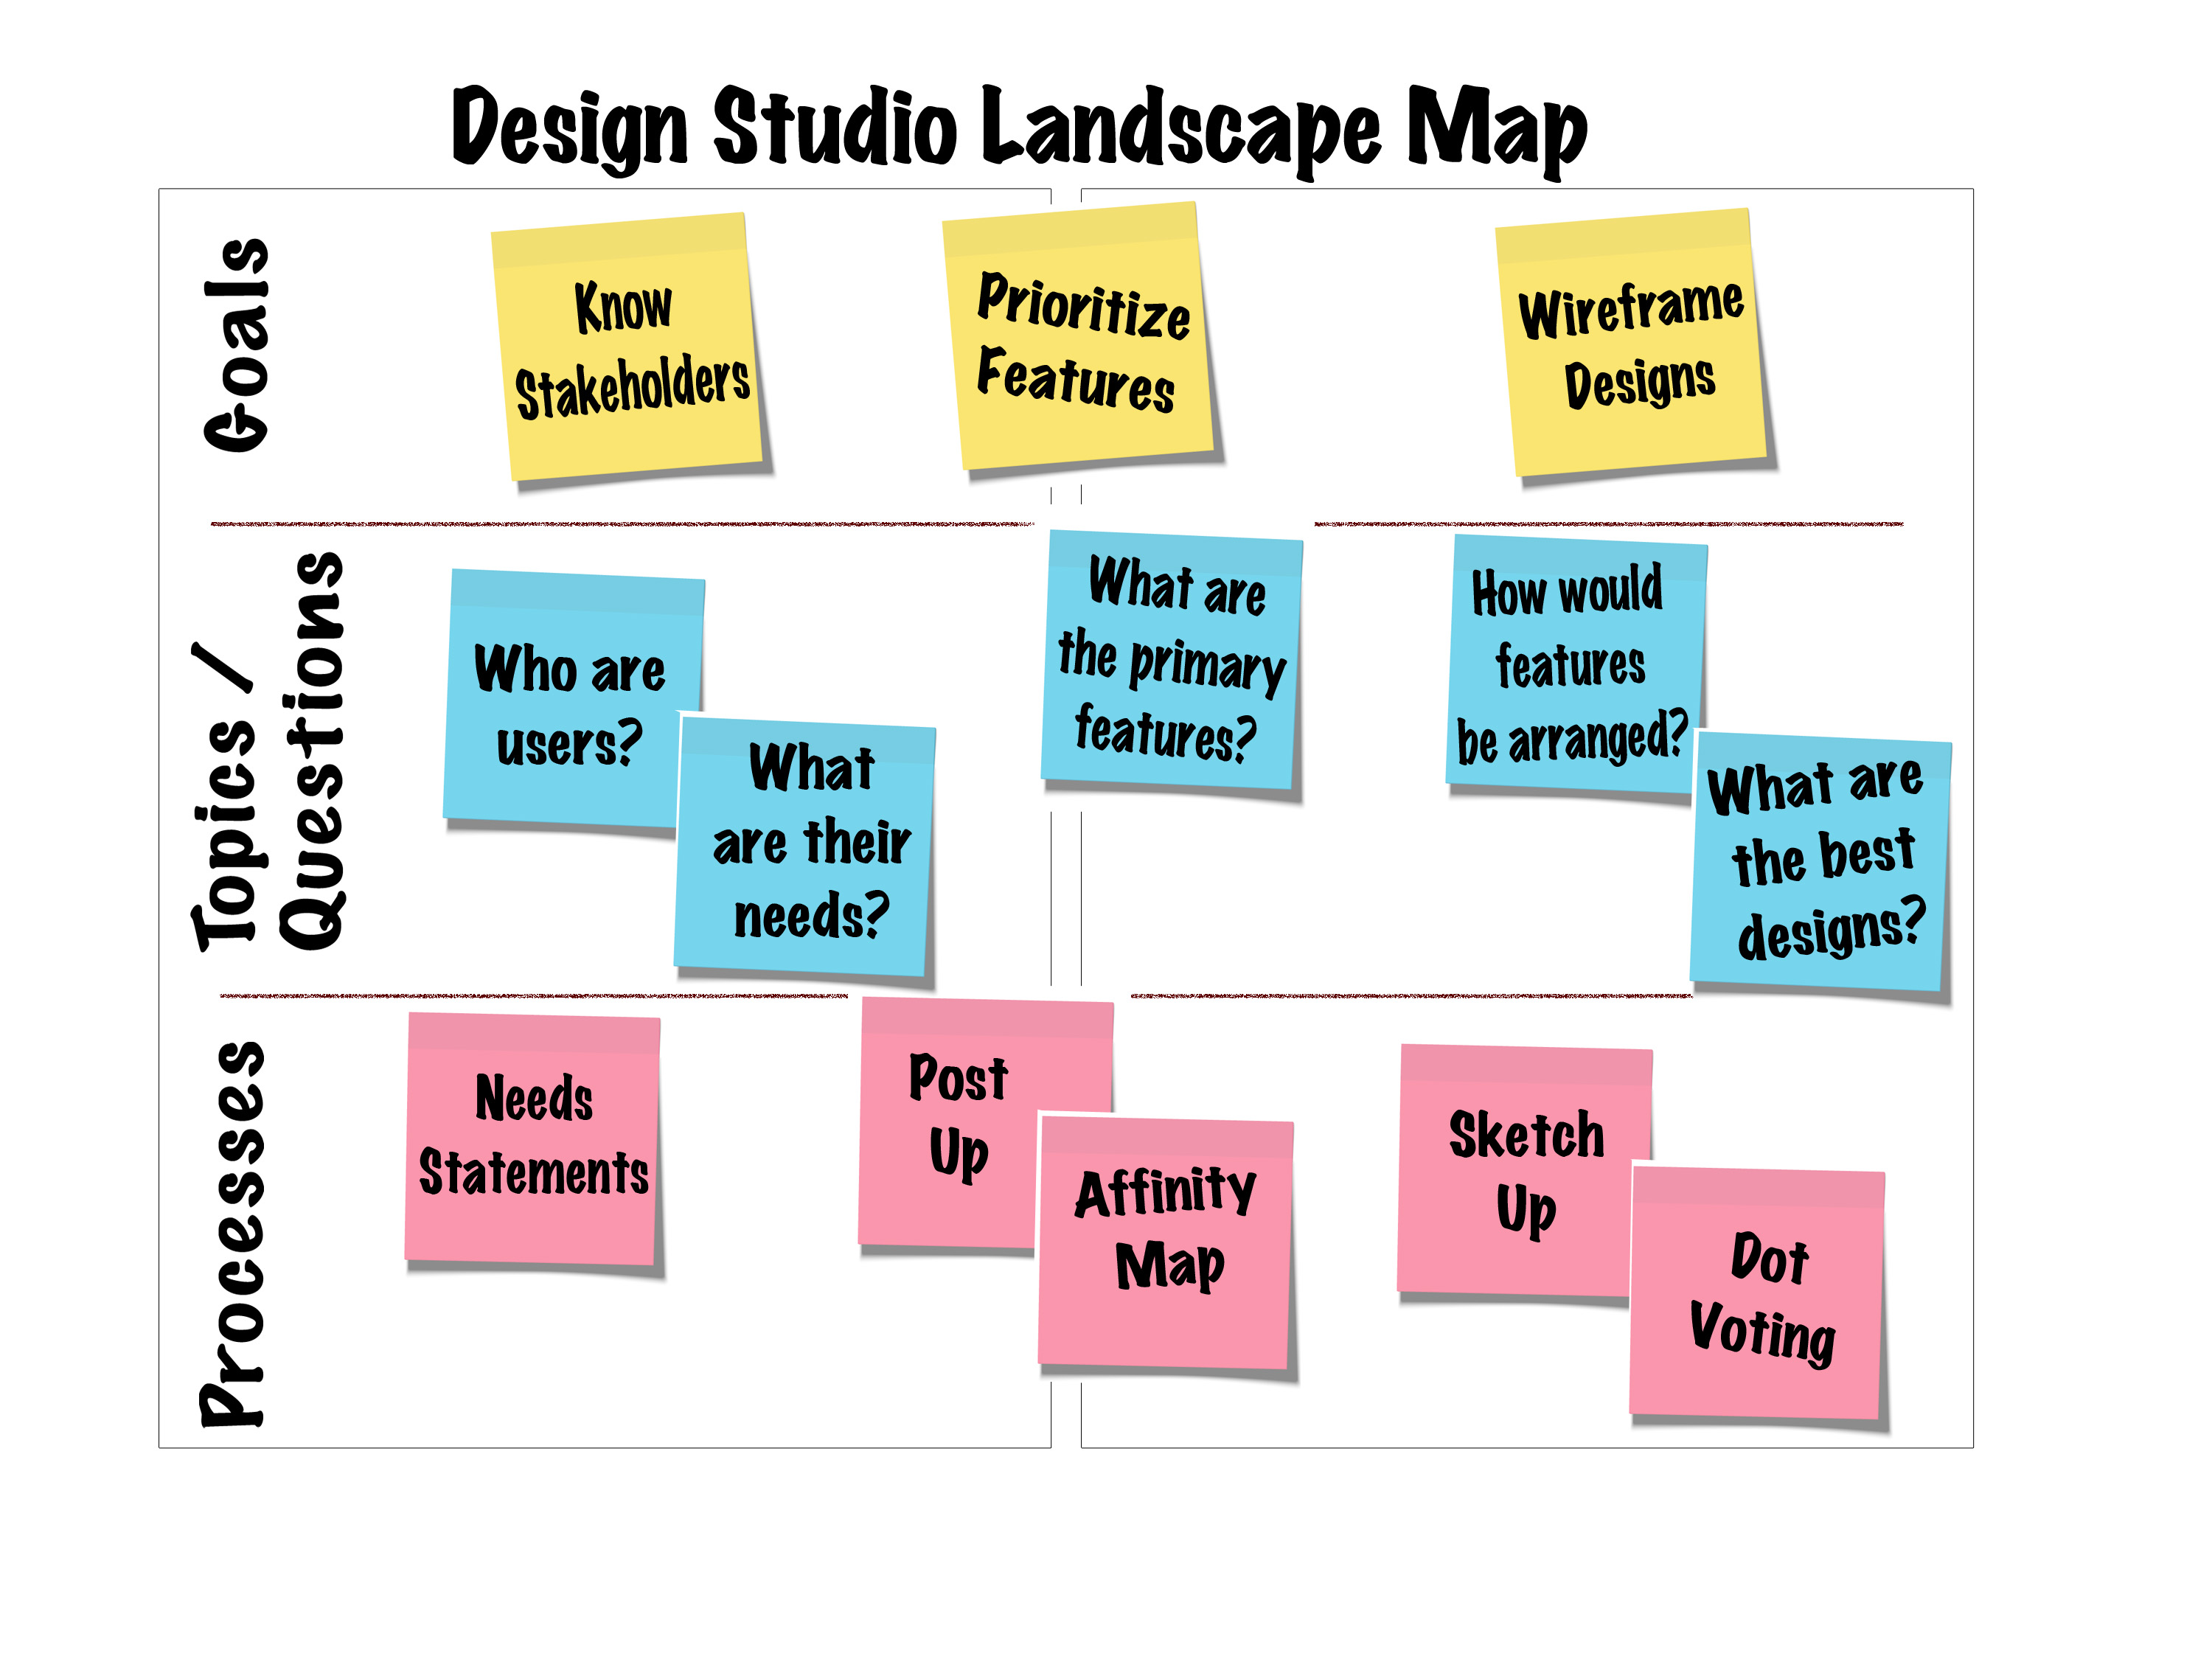 Design Studio Landscape Map
Goals
Know
Stakeholders
Prioritize
Features
Wireframe
Designs
Topics /
Questions
Who are
users?
What
are their
needs?
What are
the primary
features?
How would
features
be arranged?
What are
the best
designs?
Processes
Needs
Statements
Post
Up
Affinity
Map
Sketch
Up
Dot
Voting